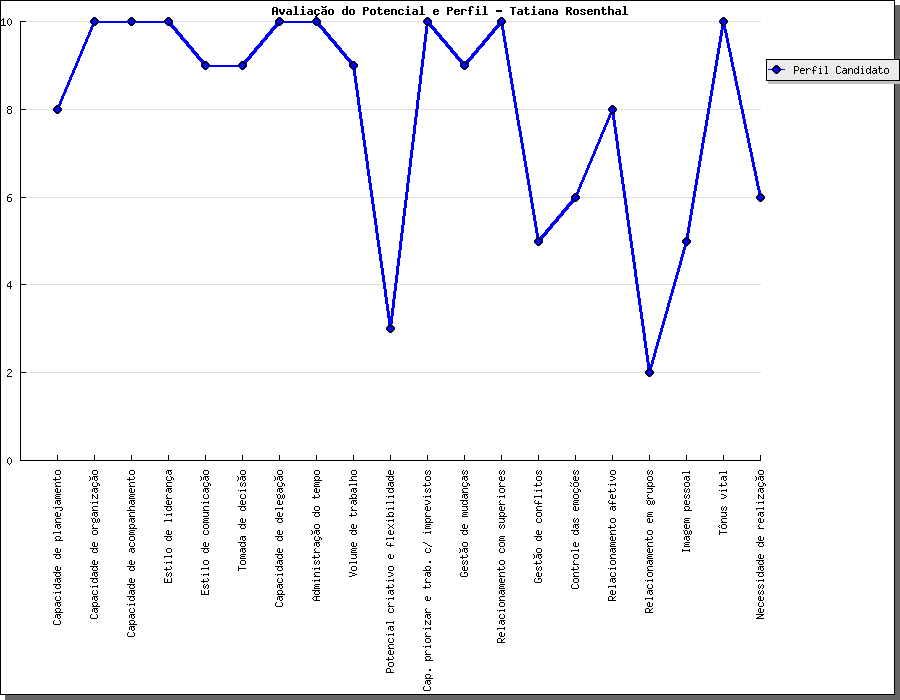 Avaliação do Potencial e Perfil - Tatiana Rosenthal
10
8
6
4
2
0
Perfil Candidato
Capacidade de planejamento
Capacidade de organização
Capacidade de acompanhamento
Estilo de liderança
Estilo de comunicação
Tomada de decisão
Capacidade de delegação
Administração do tempo
Volume de trabalho
Potencial criativo e flexibilidade
Cap. priorizar e trab. c/ imprevistos
Gestão de mudanças
Relacionamento com superiores
Gestão de conflitos
Controle das emoções
Relacionamento afetivo
Relacionamento em grupos
Imagem pessoal
Tônus vital
Necessidade de realização